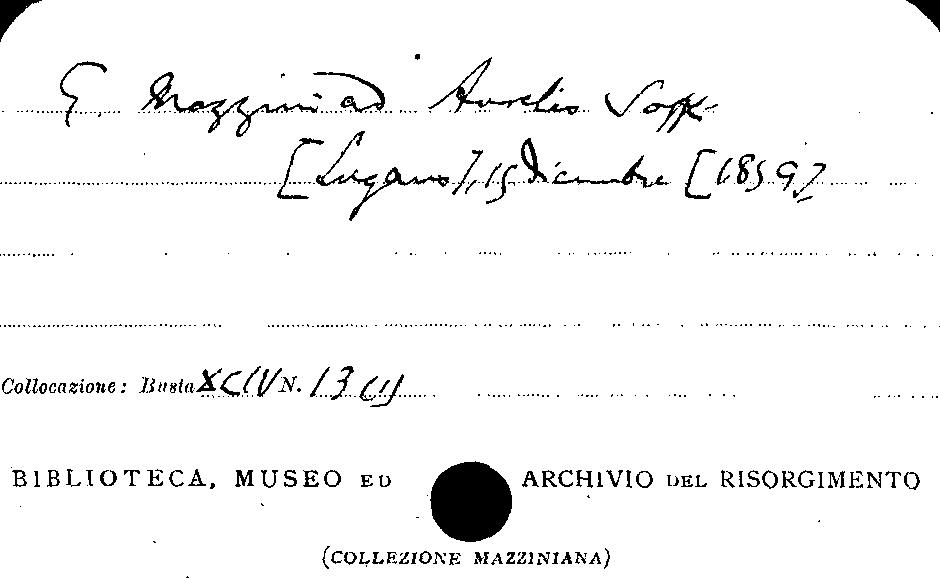 G. Mazzini ad Aurelio Saffi
[Lugano], 15 dicembre [1859]
Collocazione: Busta XCIV N. 13 (1)
BIBLIOTECA, MUSEO ED ARCHIVIO DEL RISORGIMENTO
(COLLEZIONE MAZZINIANA)